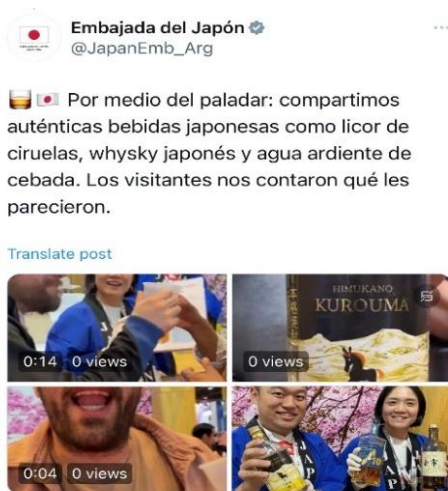 Embajada del Japón
@JapanEmb_Arg
🥃🇯🇵 Por medio del paladar: compartimos
auténticas bebidas japonesas como licor de
ciruelas, whysky japonés y agua ardiente de
cebada. Los visitantes nos contaron qué les
parecieron.
Translate post
0:14 0 views
HIMUKANO
KUROUMA
0 views
0:04 0 views